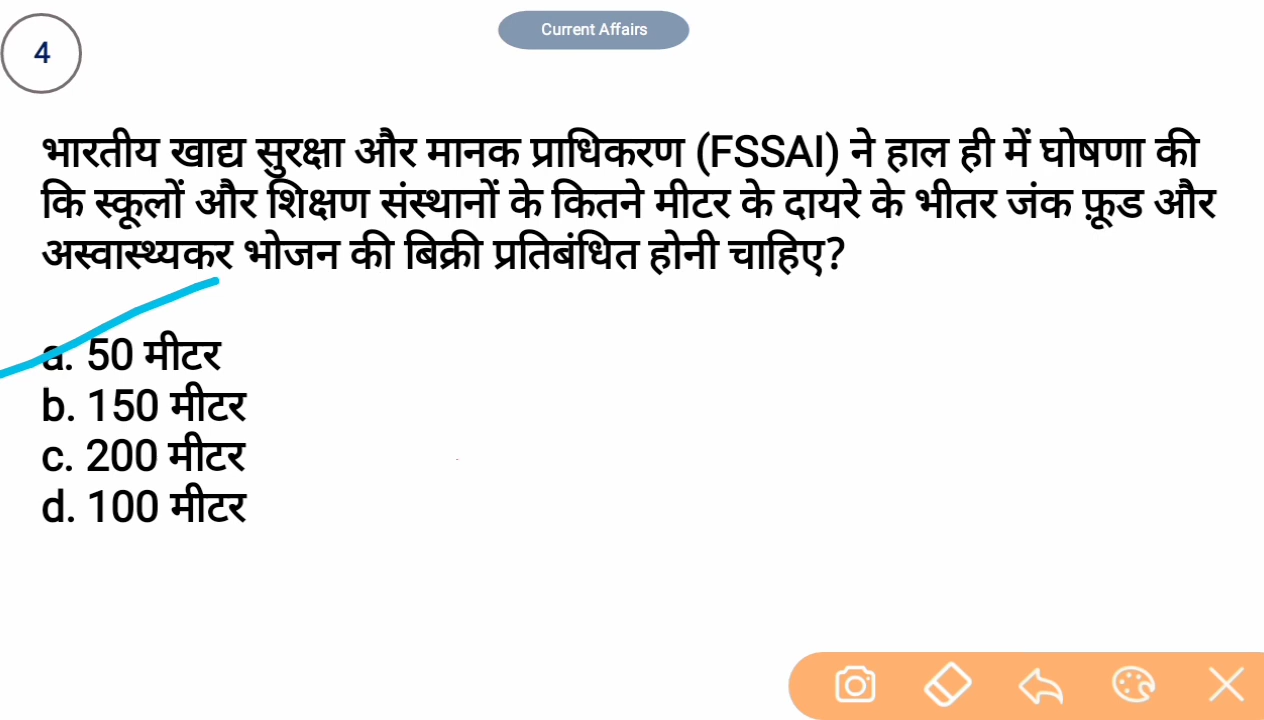 Current Affairs
4
भारतीय खाद्य सुरक्षा और मानक प्राधिकरण (FSSAI) ने हाल ही में घोषणा की
कि स्कूलों और शिक्षण संस्थानों के कितने मीटर के दायरे के भीतर जंक फ़ूड और
अस्वास्थ्यकर भोजन की बिक्री प्रतिबंधित होनी चाहिए?
a. 50 मीटर
b. 150 मीटर
c. 200 मीटर
d. 100 मीटर